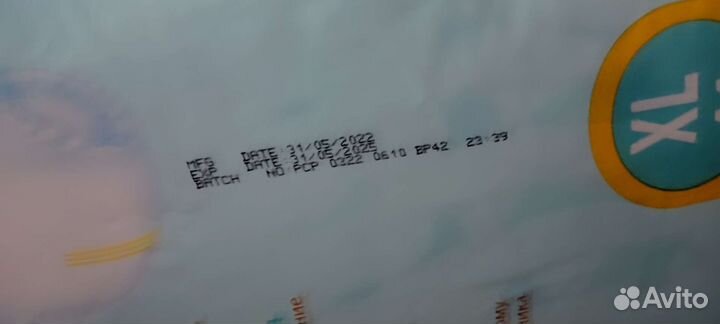 MFG DATE:31/05/2022
EXP DATE:31/05/2025
BATCH NO:PCP 0322 0610 BP42 23:39
XL
Avito